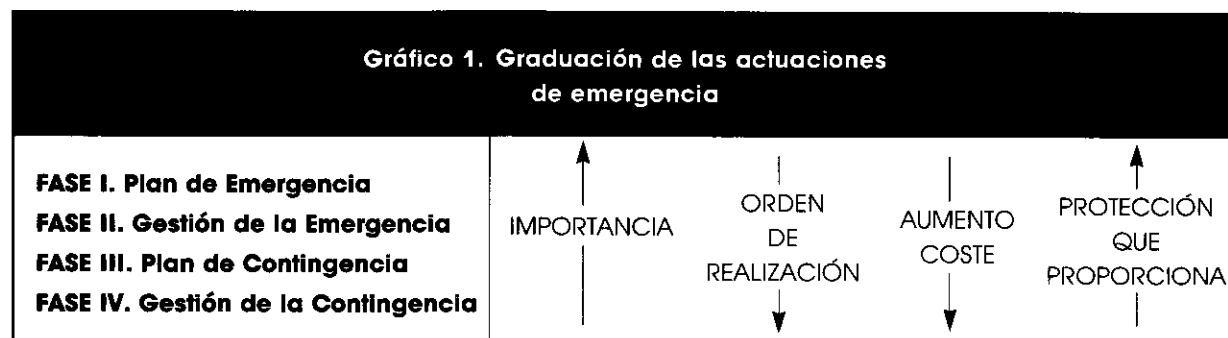 Gráfico 1. Graduación de las actuaciones
de emergencia
FASE I. Plan de Emergencia
FASE II. Gestión de la Emergencia
FASE III. Plan de Contingencia
FASE IV. Gestión de la Contingencia
IMPORTANCIA
ORDEN
DE
REALIZACIÓN
AUMENTO
COSTE
PROTECCIÓN
QUE
PROPORCIONA